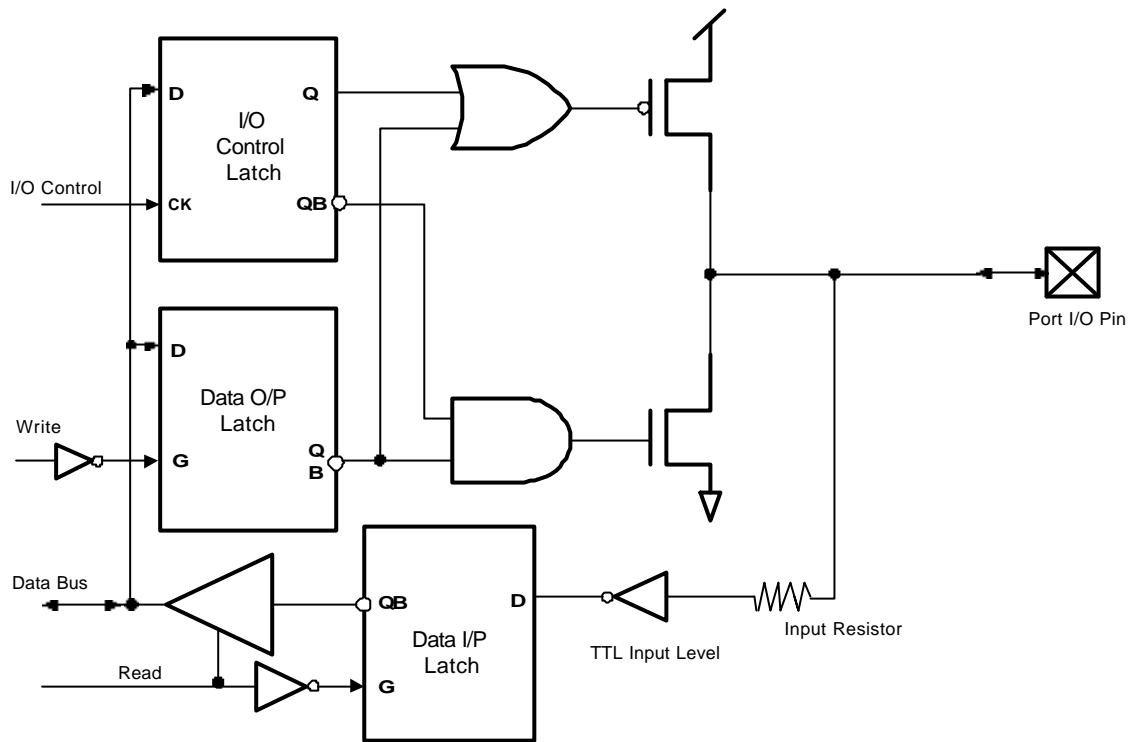 D
Q
I/O
Control
Latch
I/O Control
CK
QB
Port I/O Pin
D
Data O/P
Latch
Write
G
Q
B
Data Bus
QB
D
Data I/P
Latch
TTL Input Level
Input Resistor
Read
G